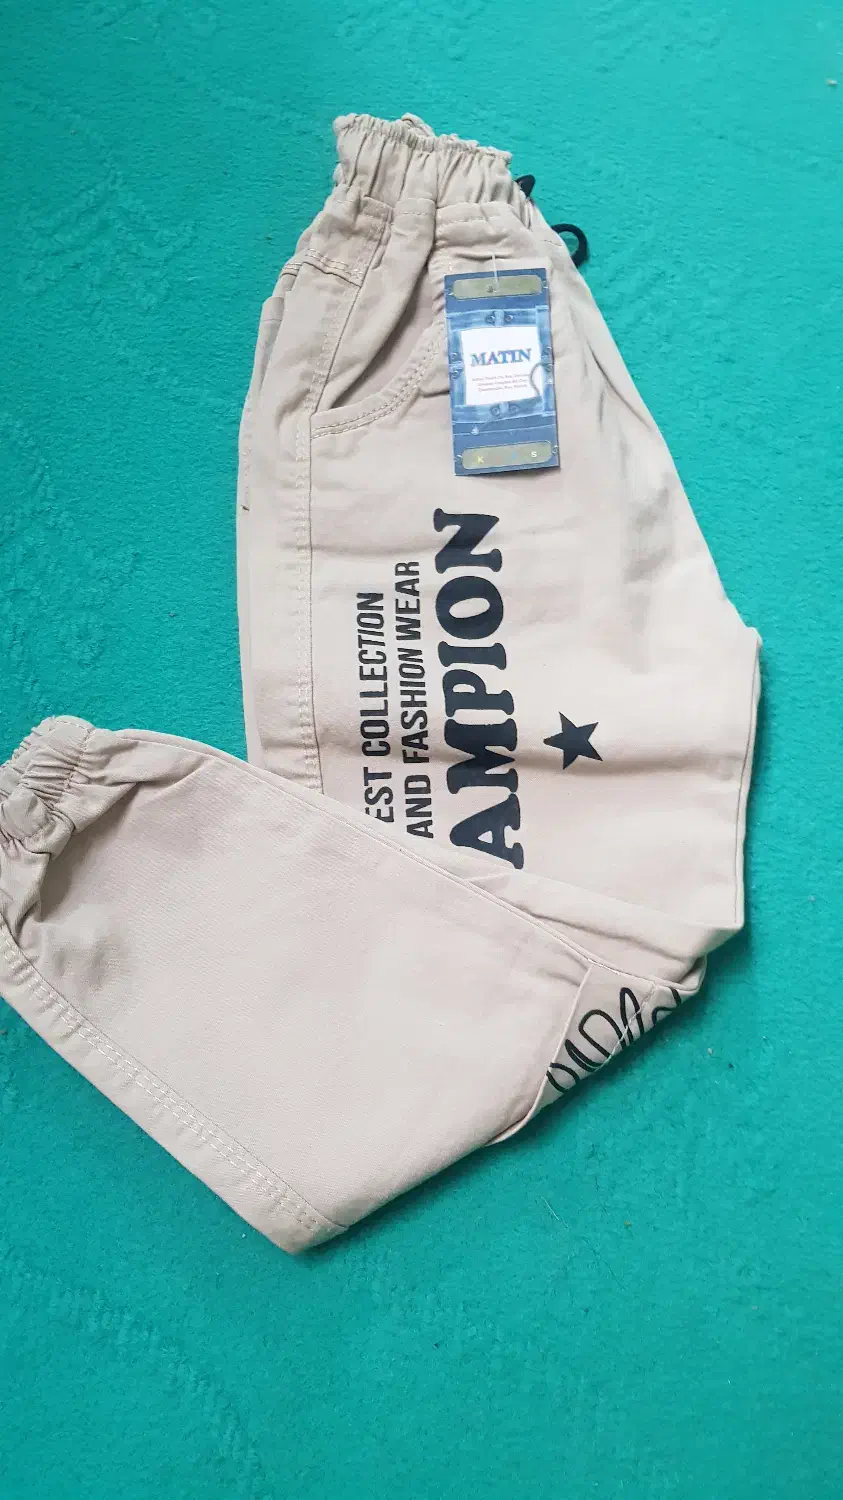 MATIN
K S
EST COLLECTION
AND FASHION WEAR
AMPION